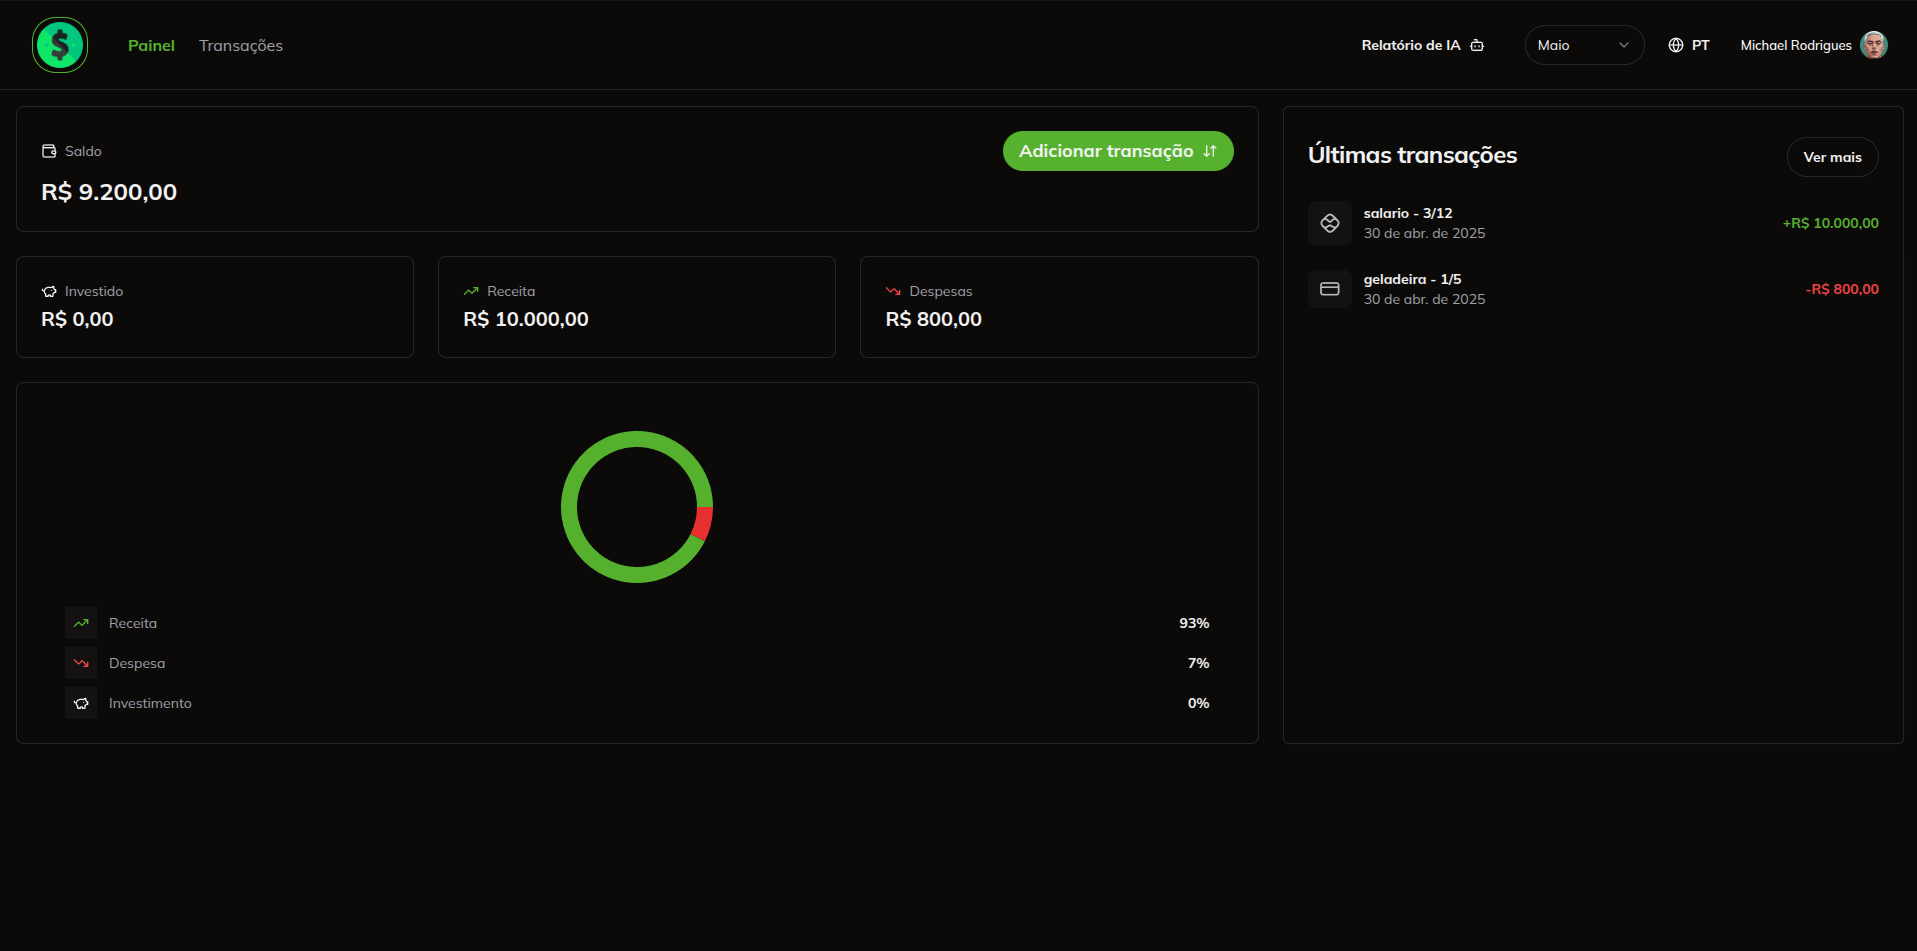 $
Painel
Transações
Relatório de IA
Maio
PT
Michael Rodrigues
Saldo
R$ 9.200,00
Adicionar transação
Investido
R$ 0,00
Receita
R$ 10.000,00
Despesas
R$ 800,00
Receita
93%
Despesa
7%
Investimento
0%
Últimas transações
Ver mais
salario - 3/12
30 de abr. de 2025
+R$ 10.000,00
geladeira - 1/5
30 de abr. de 2025
-R$ 800,00